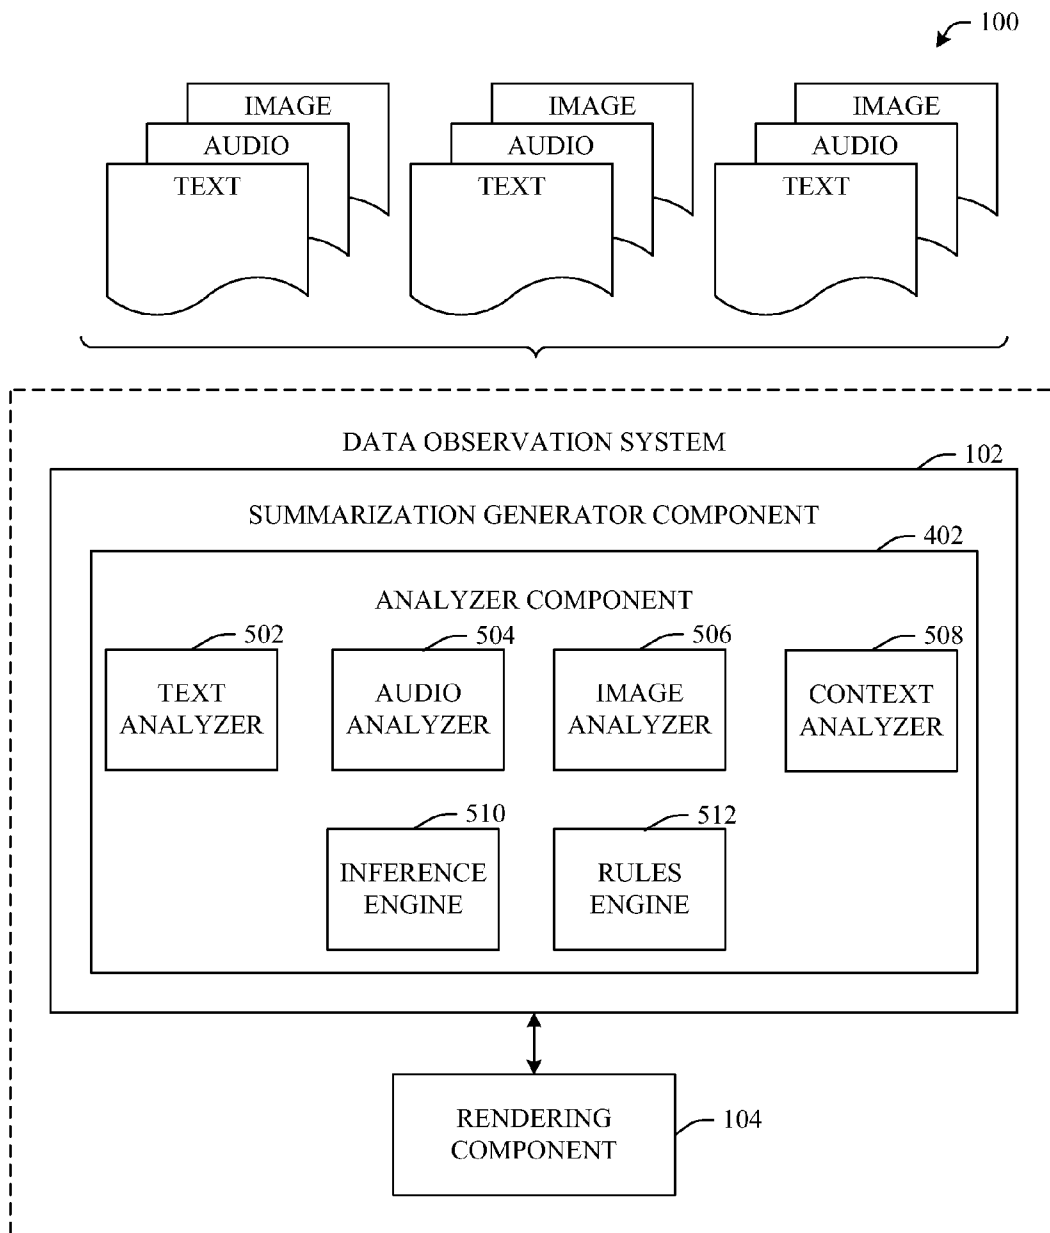 100
IMAGE
AUDIO
TEXT
IMAGE
AUDIO
TEXT
IMAGE
AUDIO
TEXT
DATA OBSERVATION SYSTEM
102
SUMMARIZATION GENERATOR COMPONENT
402
ANALYZER COMPONENT
502
TEXT
ANALYZER
504
AUDIO
ANALYZER
506
IMAGE
ANALYZER
508
CONTEXT
ANALYZER
510
INFERENCE
ENGINE
512
RULES
ENGINE
RENDERING
COMPONENT
104